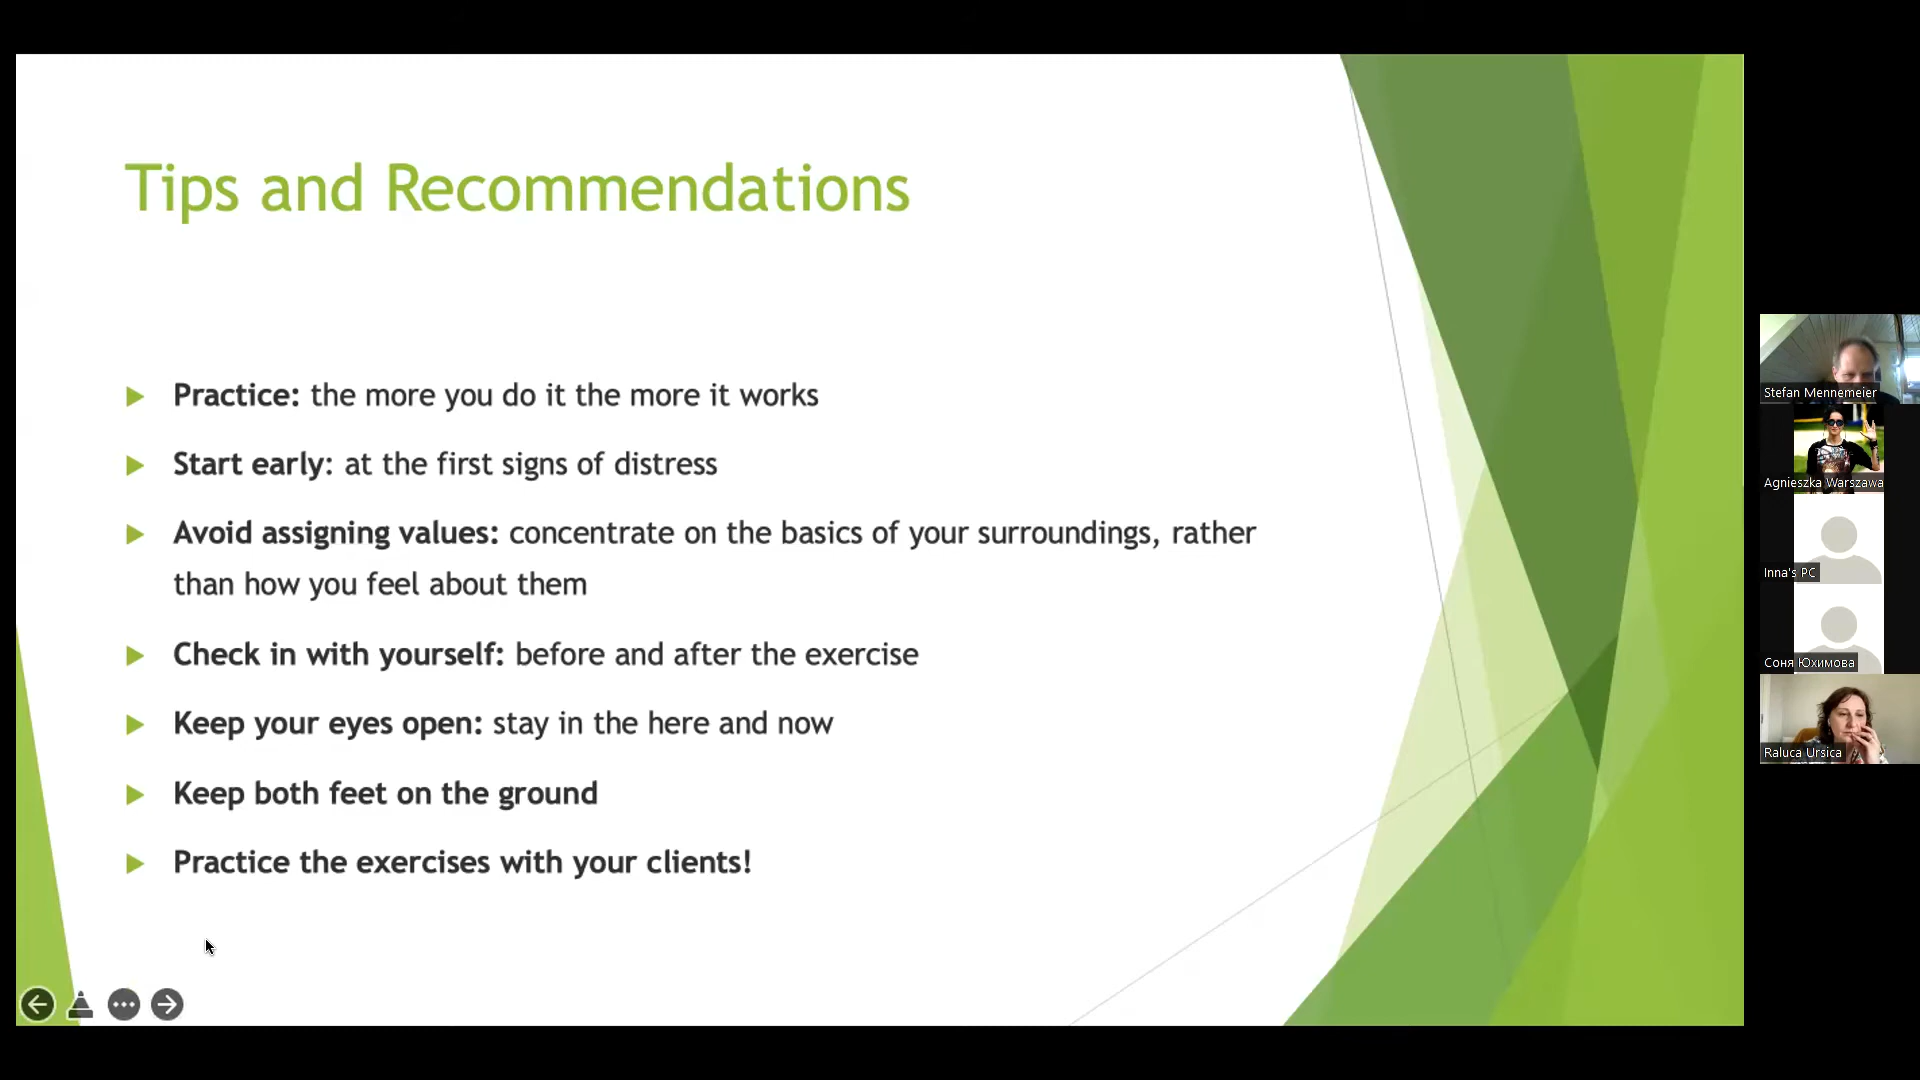 Tips and Recommendations
Practice: the more you do it the more it works
Start early: at the first signs of distress
Avoid assigning values: concentrate on the basics of your surroundings, rather
than how you feel about them
Check in with yourself: before and after the exercise
Keep your eyes open: stay in the here and now
Keep both feet on the ground
Practice the exercises with your clients!
Stefan Mennemeier
Agnieszka Warszawa
Inna's PC
Соня Юхимова
Raluca Ursica